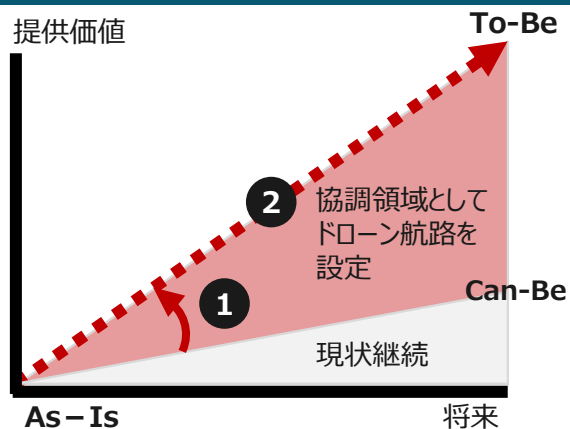 提供価値
To-Be
2
協調領域として
ドローン航路を
設定
1
Can-Be
現状継続
As－Is
将来